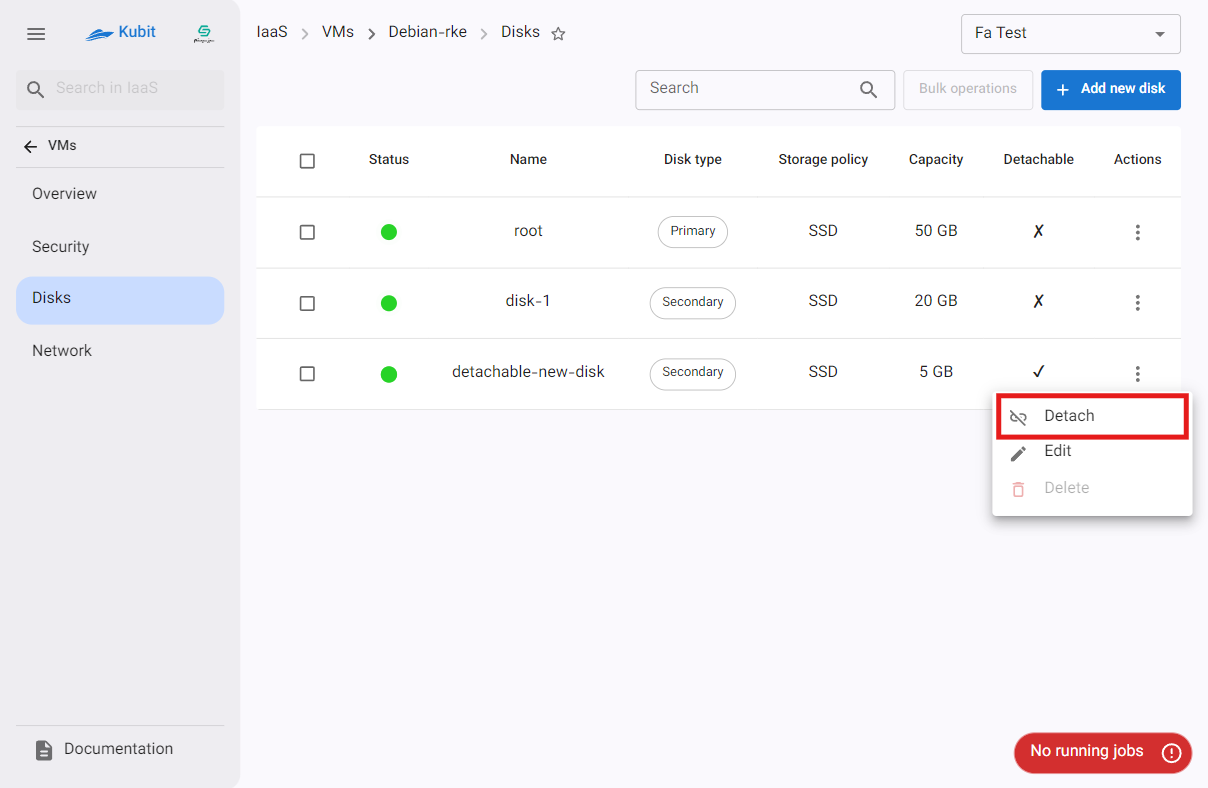 Kubit
IaaS > VMs > Debian-rke > Disks
Fa Test
Search in IaaS
Search
Bulk operations
+ Add new disk
VMs
Overview
Security
Disks
Network
Status Name Disk type Storage policy Capacity Detachable Actions
root Primary SSD 50 GB ✗
disk-1 Secondary SSD 20 GB ✗
detachable-new-disk Secondary SSD 5 GB ✓
Detach
Edit
Delete
Documentation
No running jobs